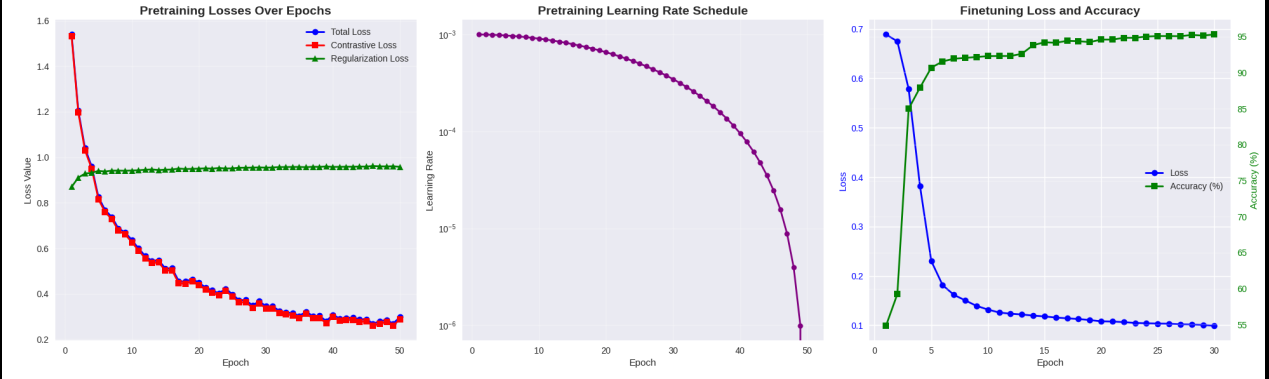 Pretraining Losses Over Epochs
1.6
1.4
1.2
1.0
0.8
0.6
0.4
0.2
Loss Value
Total Loss
Contrastive Loss
Regularization Loss
0 10 20 30 40 50
Epoch
Pretraining Learning Rate Schedule
10⁻³
10⁻⁴
10⁻⁵
10⁻⁶
Learning Rate
0 10 20 30 40 50
Epoch
Finetuning Loss and Accuracy
0.7
0.6
0.5
0.4
0.3
0.2
0.1
Loss
Loss
Accuracy (%)
95
90
85
80
75
70
65
60
55
Accuracy (%)
0 5 10 15 20 25 30
Epoch